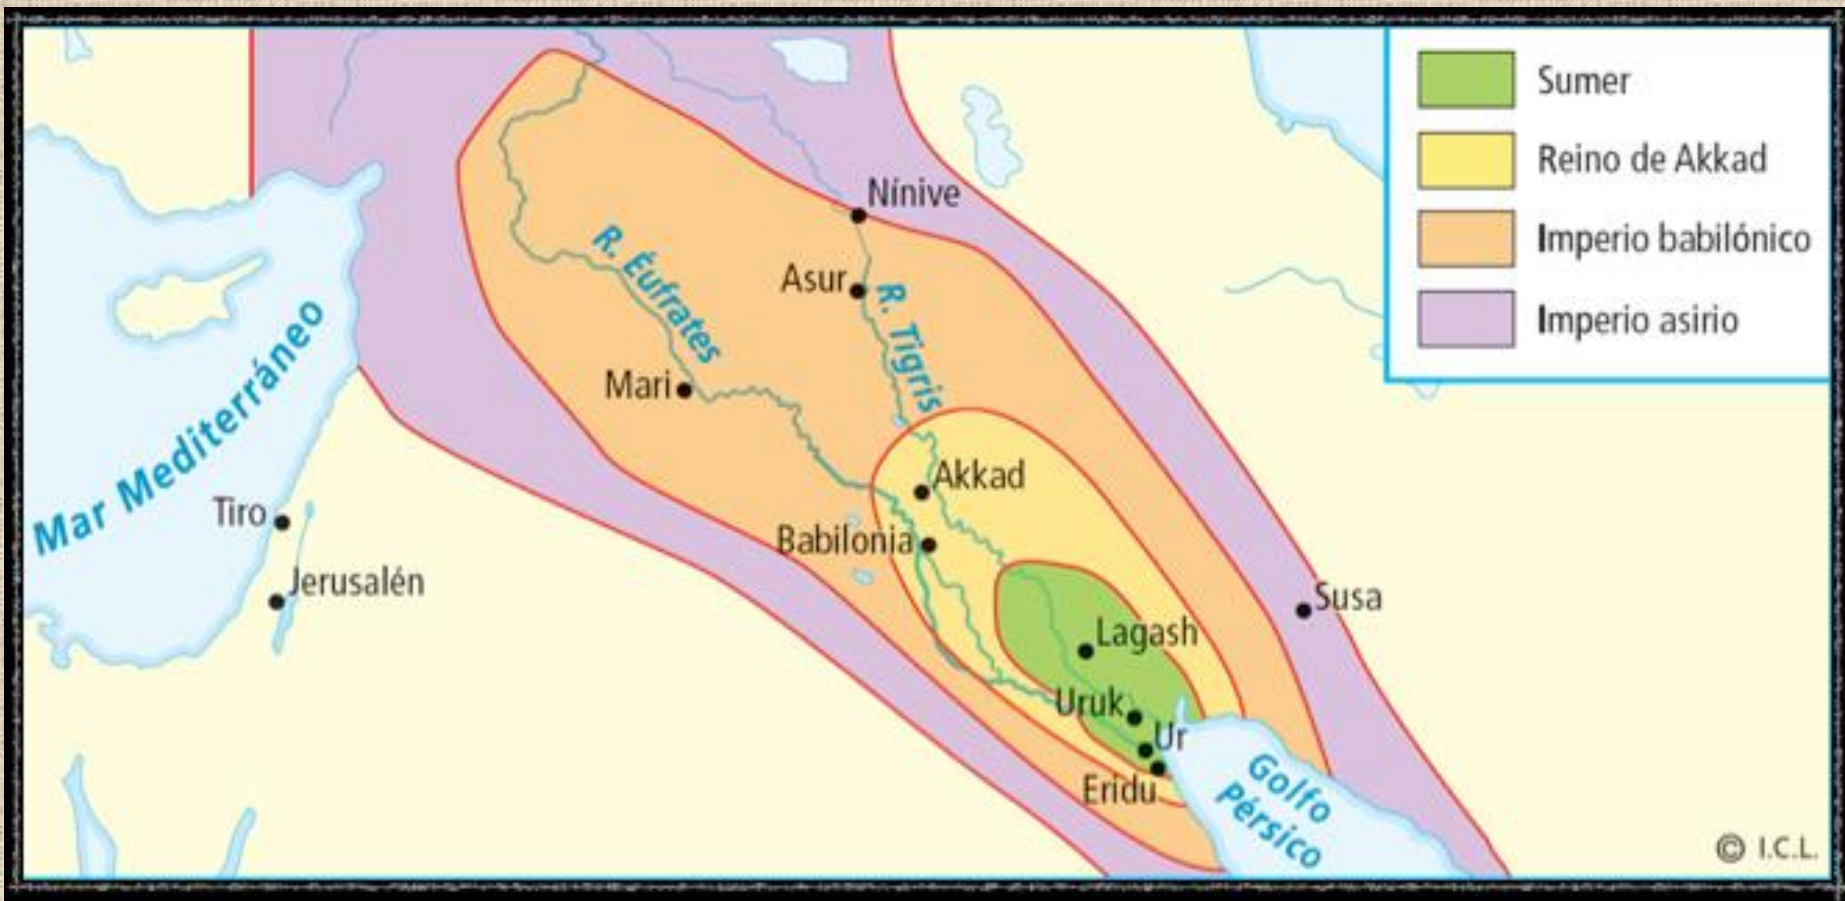 Sumer
Reino de Akkad
Imperio babilónico
Imperio asirio
Nínive
Asur
R. Éufrates
R. Tigris
Mari
Mar Mediterráneo
Akkad
Tiro
Babilonia
Jerusalén
Susa
Lagash
Uruk
Ur
Eridu
Golfo
Pérsico
© I.C.L.